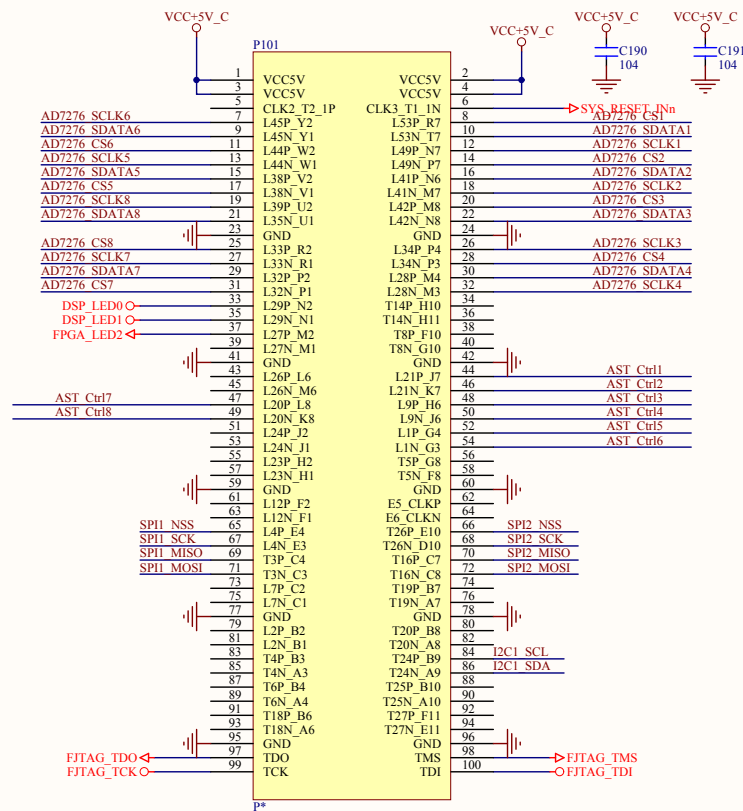 VCC+5V_C
VCC+5V_C
VCC+5V_C
VCC+5V_C
P101
C190
104
C191
104
1 VCC5V VCC5V 2
3 VCC5V VCC5V 4
5 CLK2_T2_1P CLK3_T1_1N 6 SYS_RESET_INn
AD7276_SCLK6 7 L45P_Y2 L53P_R7 8 AD7276_CS1
AD7276_SDATA6 9 L45N_Y1 L53N_T7 10 AD7276_SDATA1
AD7276_CS6 11 L44P_W2 L49P_N7 12 AD7276_SCLK1
AD7276_SCLK5 13 L44N_W1 L49N_P7 14 AD7276_CS2
AD7276_SDATA5 15 L38P_V2 L41P_N6 16 AD7276_SDATA2
AD7276_CS5 17 L38N_V1 L41N_M7 18 AD7276_SCLK2
AD7276_SCLK8 19 L39P_U2 L42P_M8 20 AD7276_CS3
AD7276_SDATA8 21 L35N_U1 L42N_N8 22 AD7276_SDATA3
23 GND GND 24
AD7276_CS8 25 L33P_R2 L34P_P4 26 AD7276_SCLK3
AD7276_SCLK7 27 L33N_R1 L34N_P3 28 AD7276_CS4
AD7276_SDATA7 29 L32P_P2 L28P_M4 30 AD7276_SDATA4
AD7276_CS7 31 L32N_P1 L28N_M3 32 AD7276_SCLK4
DSP_LED0 33 L29P_N2 T14P_H10 34
DSP_LED1 35 L29N_N1 T14N_H11 36
FPGA_LED2 37 L27P_M2 T8P_F10 38
39 L27N_M1 T8N_G10 40
41 GND GND 42
43 L26P_L6 L21P_J7 44 AST_Ctrl1
45 L26N_M6 L21N_K7 46 AST_Ctrl2
AST_Ctrl7 47 L20P_L8 L9P_H6 48 AST_Ctrl3
AST_Ctrl8 49 L20N_K8 L9N_J6 50 AST_Ctrl4
51 L24P_J2 L1P_G4 52 AST_Ctrl5
53 L24N_J1 L1N_G3 54 AST_Ctrl6
55 L23P_H2 T5P_G8 56
57 L23N_H1 T5N_F8 58
59 GND GND 60
61 L12P_F2 E5_CLKP 62
63 L12N_F1 E6_CLKN 64
SPI1_NSS 65 L4P_E4 T26P_E10 66 SPI2_NSS
SPI1_SCK 67 L4N_E3 T26N_D10 68 SPI2_SCK
SPI1_MISO 69 T3P_C4 T16P_C7 70 SPI2_MISO
SPI1_MOSI 71 T3N_C3 T16N_C8 72 SPI2_MOSI
73 L7P_C2 T19P_B7 74
75 L7N_C1 T19N_A7 76
77 GND GND 78
79 L2P_B2 T20P_B8 80
81 L2N_B1 T20N_A8 82
83 T4P_B3 T24P_B9 84 I2C1_SCL
85 T4N_A3 T24N_A9 86 I2C1_SDA
87 T6P_B4 T25P_B10 88
89 T6N_A4 T25N_A10 90
91 T18P_B6 T27P_F11 92
93 T18N_A6 T27N_E11 94
95 GND GND 96
FJTAG_TDO 97 TDO TMS 98 FJTAG_TMS
FJTAG_TCK 99 TCK TDI 100 FJTAG_TDI
P*